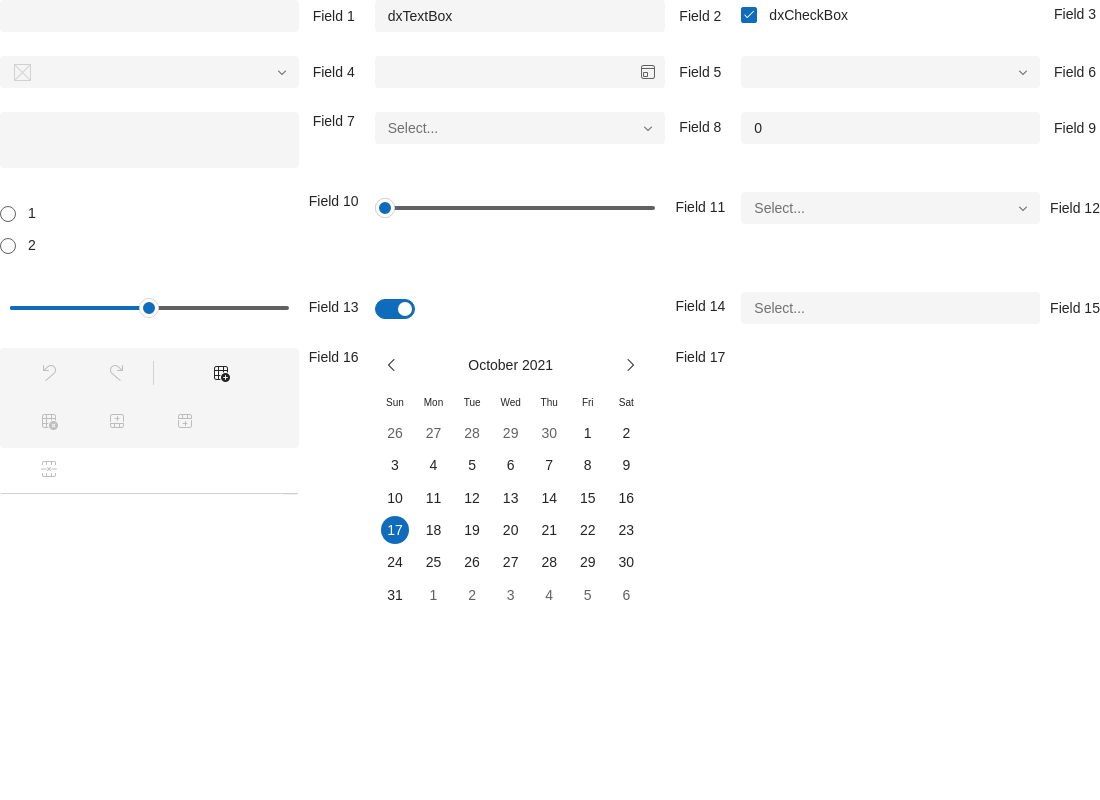 Field 1
dxTextBox
Field 2
dxCheckBox
Field 3
Field 4
Field 5
Field 6
Field 7
Select...
Field 8
0
Field 9
1
2
Field 10
Field 11
Select...
Field 12
Field 13
Field 14
Select...
Field 15
Field 16
October 2021
Sun Mon Tue Wed Thu Fri Sat
26 27 28 29 30 1 2
3 4 5 6 7 8 9
10 11 12 13 14 15 16
17 18 19 20 21 22 23
24 25 26 27 28 29 30
31 1 2 3 4 5 6
Field 17